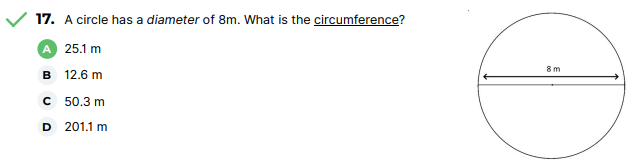 17. A circle has a diameter of 8m. What is the circumference?
A 25.1 m
B 12.6 m
C 50.3 m
D 201.1 m
8 m